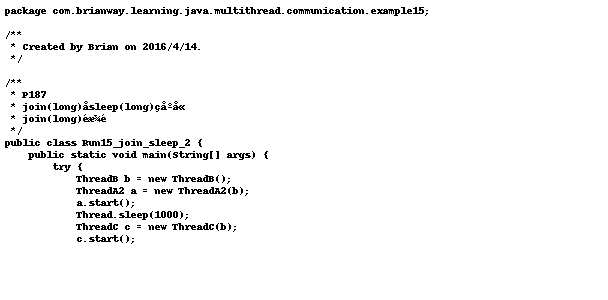 package com.brianway.learning.java.multithread.communication.example15;
/**
 * Created by Brian on 2016/4/14.
 */
/**
 * P187
 * join(long)åsleep(long)çåºå«
 * join(long)éæ¾é
 */
public class Run15_join_sleep_2 {
    public static void main(String[] args) {
        try {
            ThreadB b = new ThreadB();
            ThreadA2 a = new ThreadA2(b);
            a.start();
            Thread.sleep(1000);
            ThreadC c = new ThreadC(b);
            c.start();